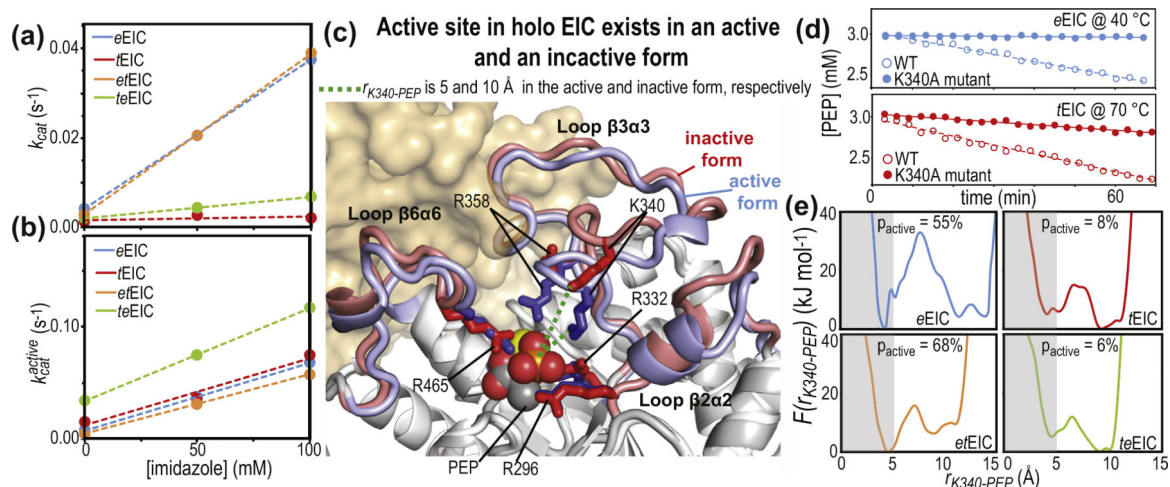 (a)
0.04
0.02
0.00
kcat (s-1)
eEIC
tEIC
etEIC
teEIC
(b)
0.10
0.00
kcat active (s-1)
eEIC
tEIC
etEIC
teEIC
0
50
100
[imidazole] (mM)
(c) Active site in holo EIC exists in an active
and an incactive form
rK340-PEP is 5 and 10 Å in the active and inactive form, respectively
Loop β3α3
inactive
form
active
form
R358
K340
Loop β6α6
R332
R465
Loop β2α2
PEP
R296
(d)
eEIC @ 40 °C
3.0
2.5
WT
K340A mutant
[PEP] (mM)
tEIC @ 70 °C
3.0
2.5
WT
K340A mutant
0
time (min)
60
(e)
40
20
0
pactive = 55%
eEIC
pactive = 8%
tEIC
40
20
0
pactive = 68%
etEIC
pactive = 6%
teEIC
F(rK340-PEP) (kJ mol-1)
0 5 10 15 0 5 10 15
rK340-PEP (Å)